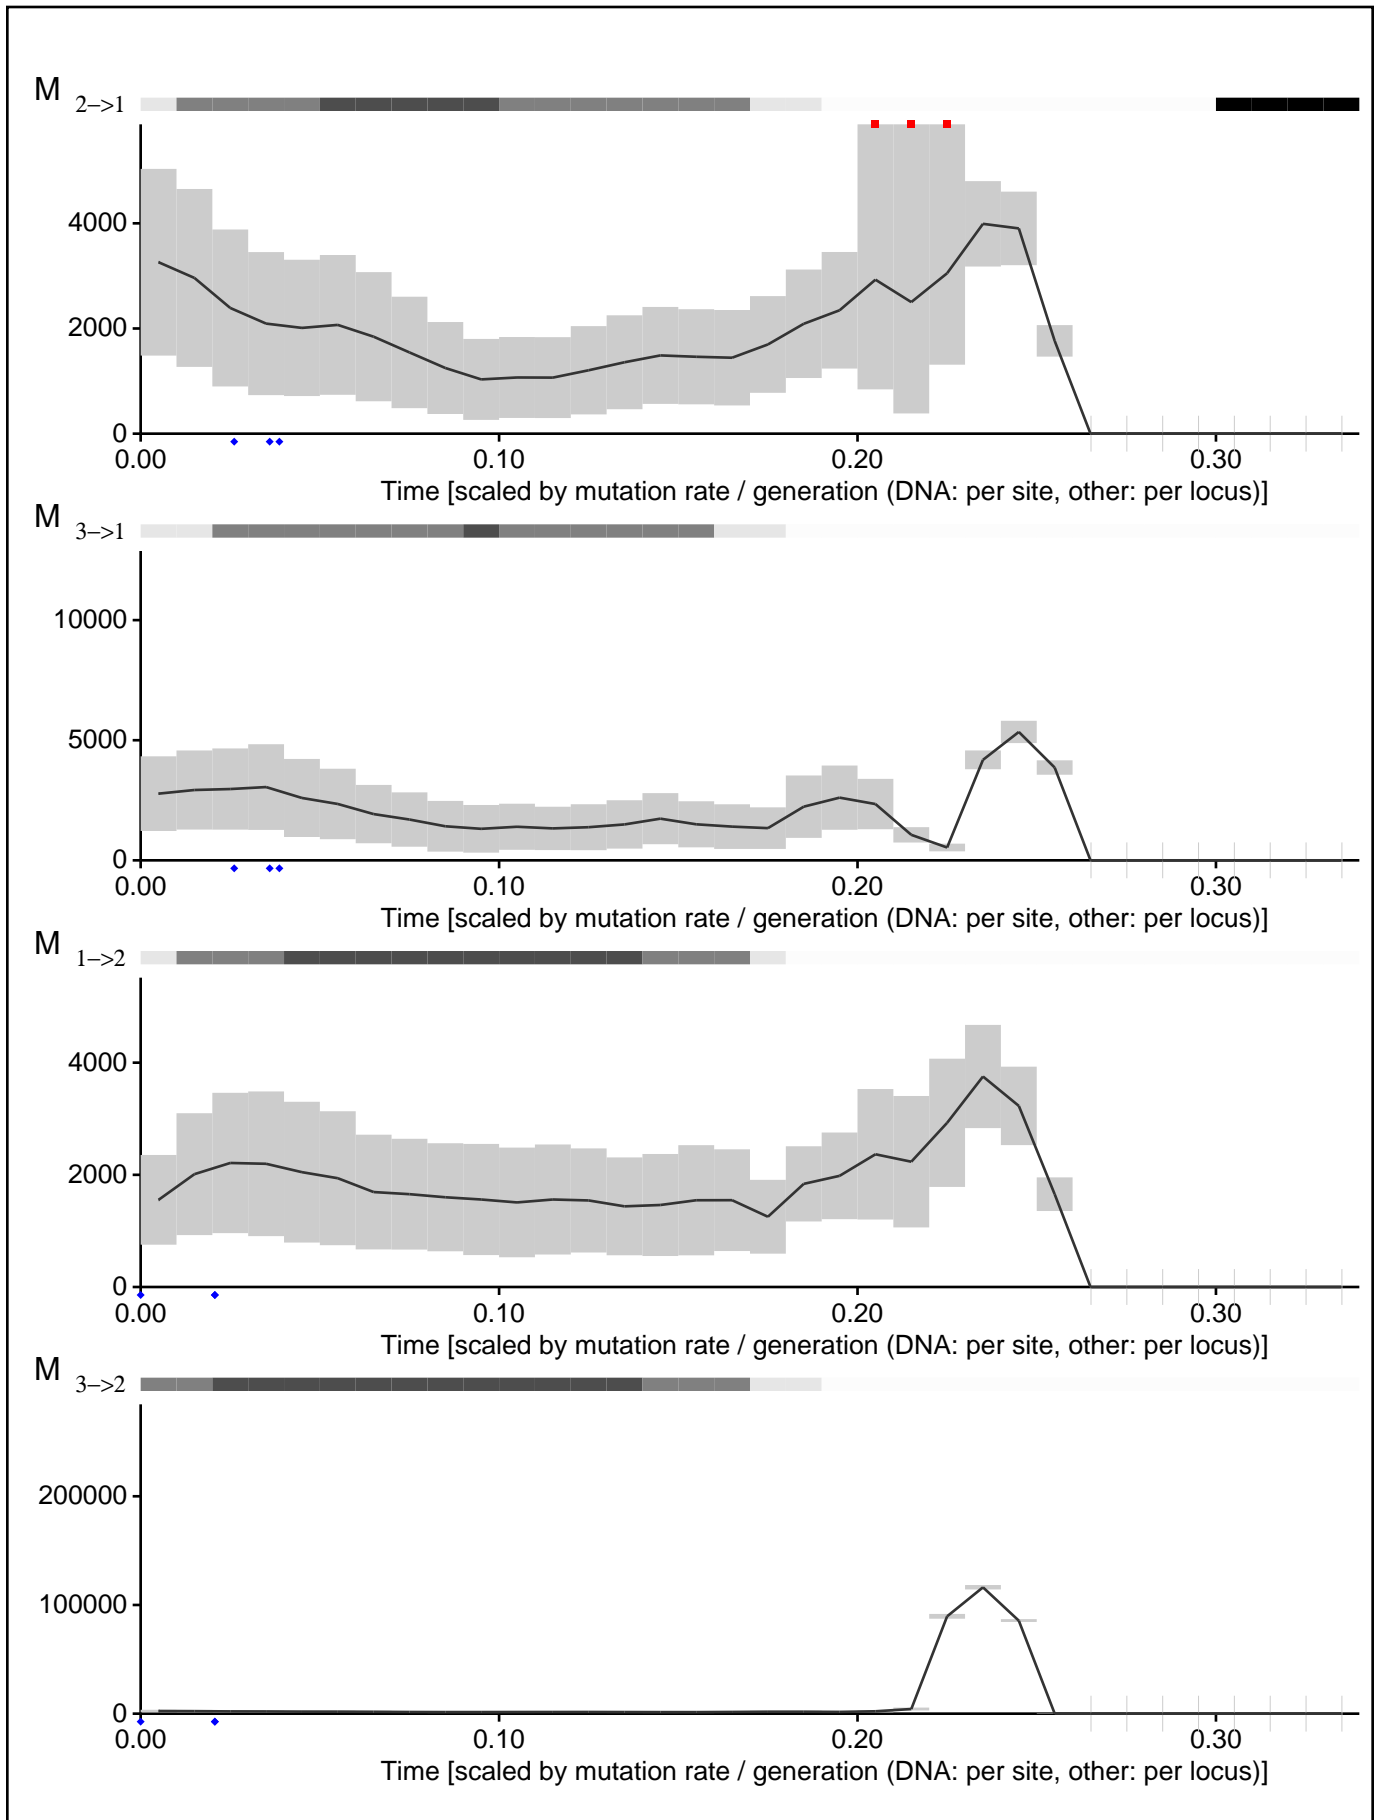 M 2–>1
4000
2000
0
0.00 0.10 0.20 0.30
Time [scaled by mutation rate / generation (DNA: per site, other: per locus)]
M 3–>1
10000
5000
0
0.00 0.10 0.20 0.30
Time [scaled by mutation rate / generation (DNA: per site, other: per locus)]
M 1–>2
4000
2000
0
0.00 0.10 0.20 0.30
Time [scaled by mutation rate / generation (DNA: per site, other: per locus)]
M 3–>2
200000
100000
0
0.00 0.10 0.20 0.30
Time [scaled by mutation rate / generation (DNA: per site, other: per locus)]